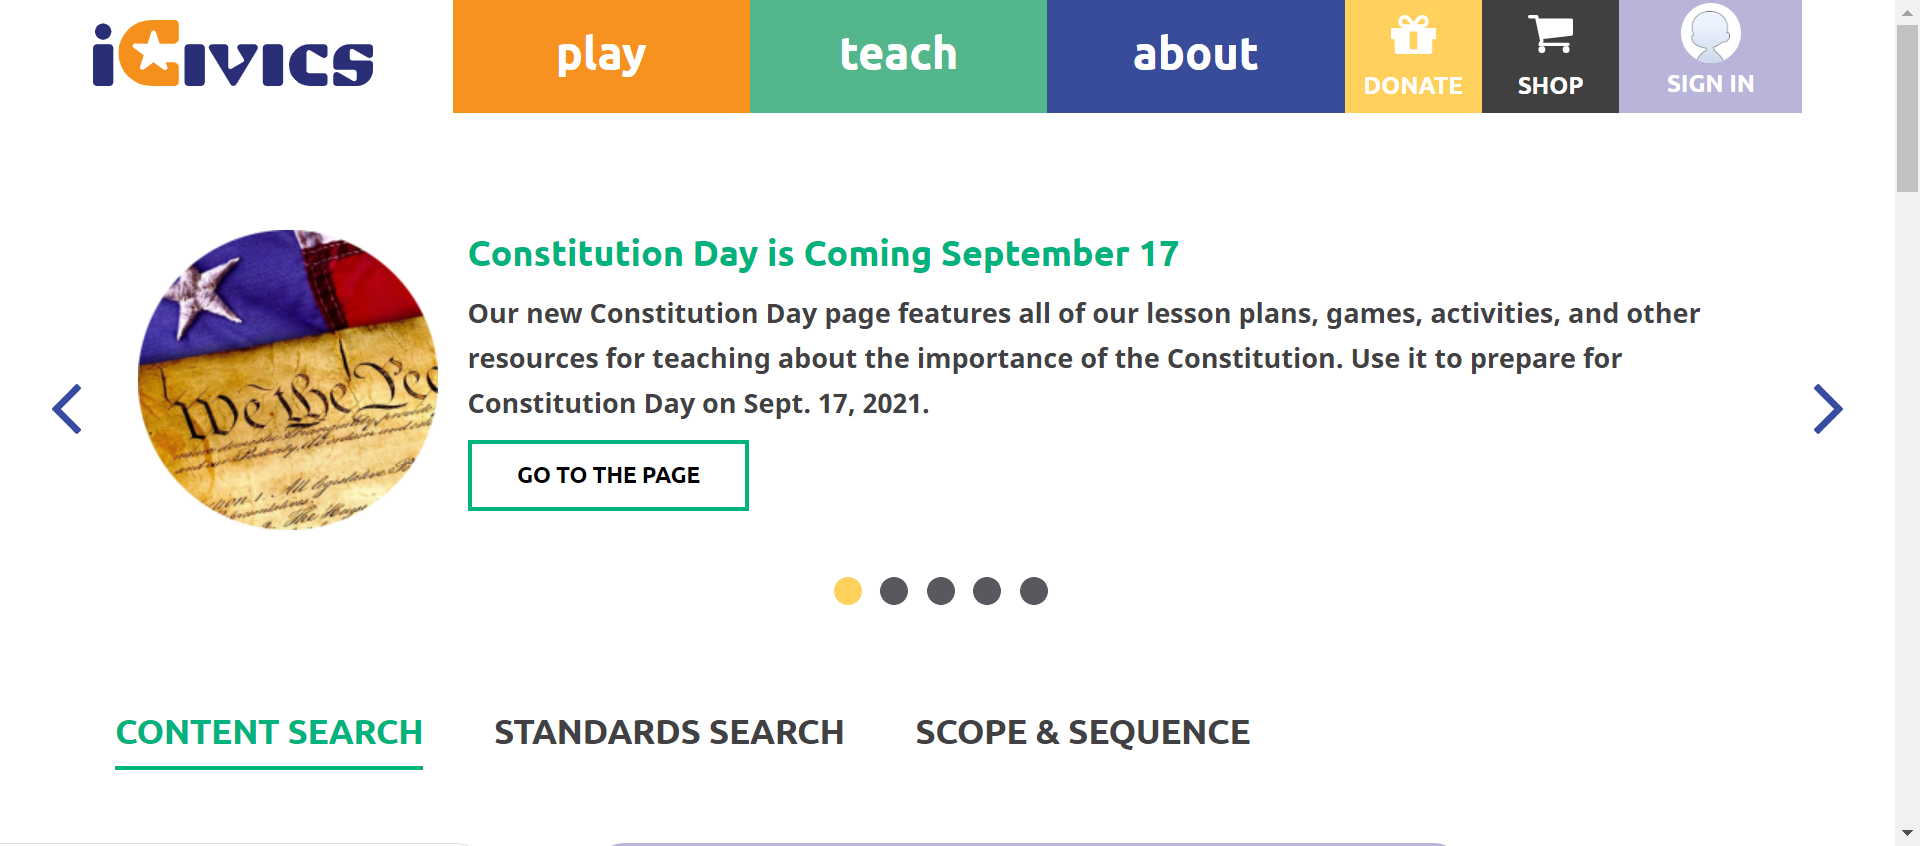 iCivics
play
teach
about
DONATE
SHOP
SIGN IN
Constitution Day is Coming September 17
Our new Constitution Day page features all of our lesson plans, games, activities, and other
resources for teaching about the importance of the Constitution. Use it to prepare for
Constitution Day on Sept. 17, 2021.
We the Peo
GO TO THE PAGE
CONTENT SEARCH
STANDARDS SEARCH
SCOPE & SEQUENCE